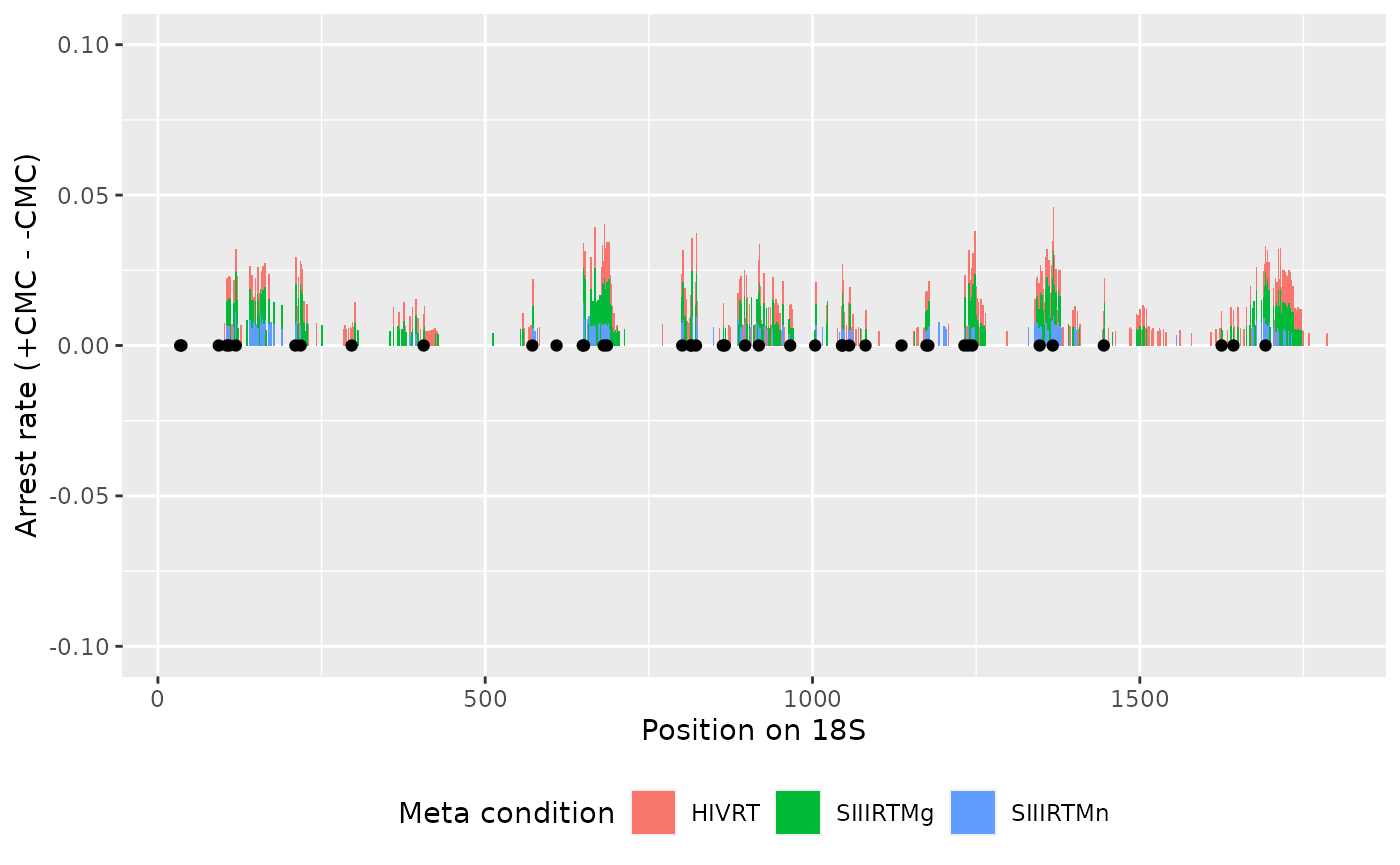 0.10
0.05
0.00
-0.05
-0.10
Arrest rate (+CMC - -CMC)
0 500 1000 1500
Position on 18S
Meta condition HIVRT SIIIRTMg SIIIRTMn